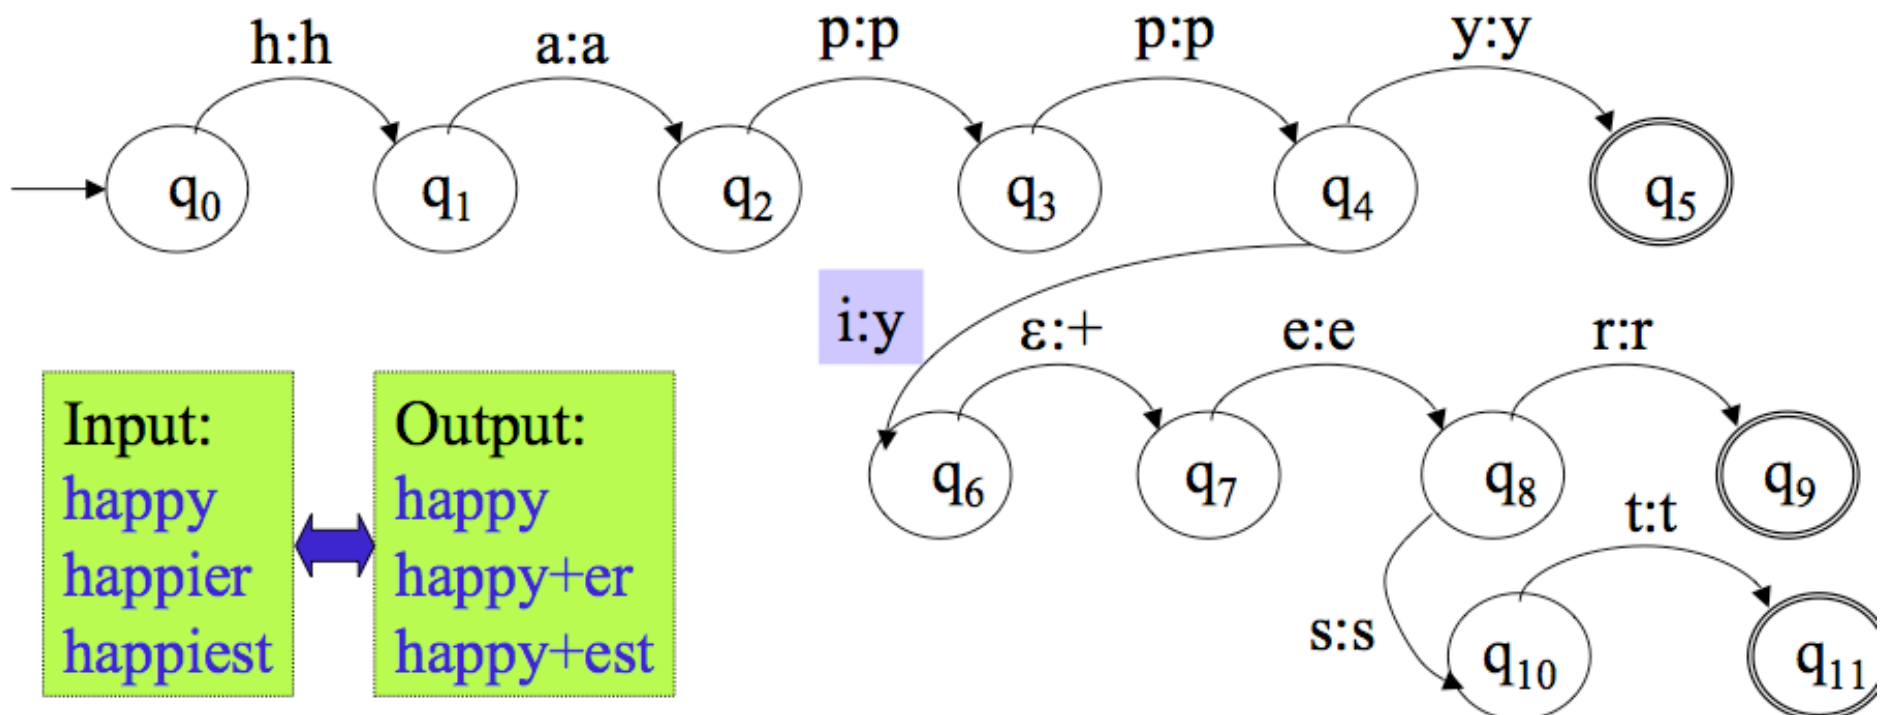 h:h a:a p:p p:p y:y
q₀ q₁ q₂ q₃ q₄ q₅
i:y ε:+ e:e r:r
q₆ q₇ q₈ q₉
t:t
s:s
q₁₀ q₁₁
Input:
happy
happier
happiest
Output:
happy
happy+er
happy+est